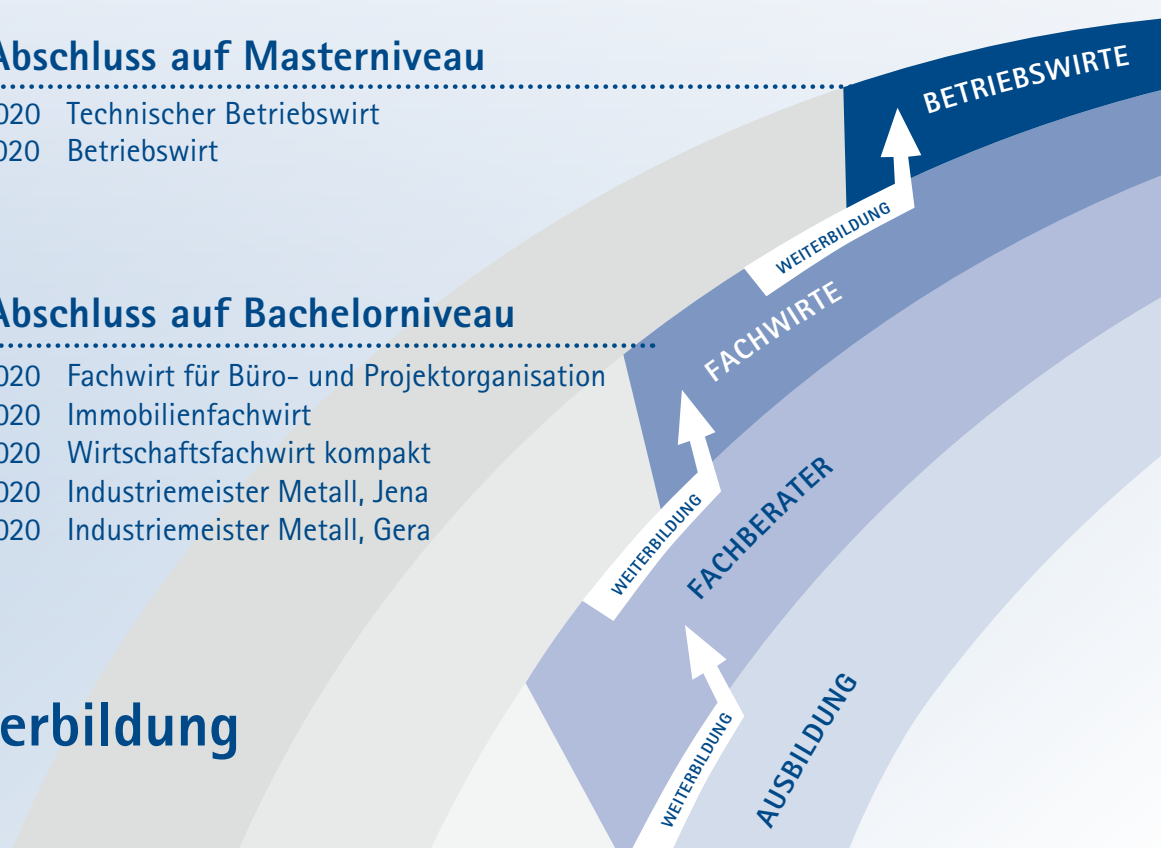 Abschluss auf Masterniveau
020 Technischer Betriebswirt
020 Betriebswirt
Abschluss auf Bachelorniveau
020 Fachwirt für Büro- und Projektorganisation
020 Immobilienfachwirt
020 Wirtschaftsfachwirt kompakt
020 Industriemeister Metall, Jena
020 Industriemeister Metall, Gera
erbildung
BETRIEBSWIRTE
WEITERBILDUNG
FACHWIRTE
WEITERBILDUNG
FACHBERATER
WEITERBILDUNG
AUSBILDUNG